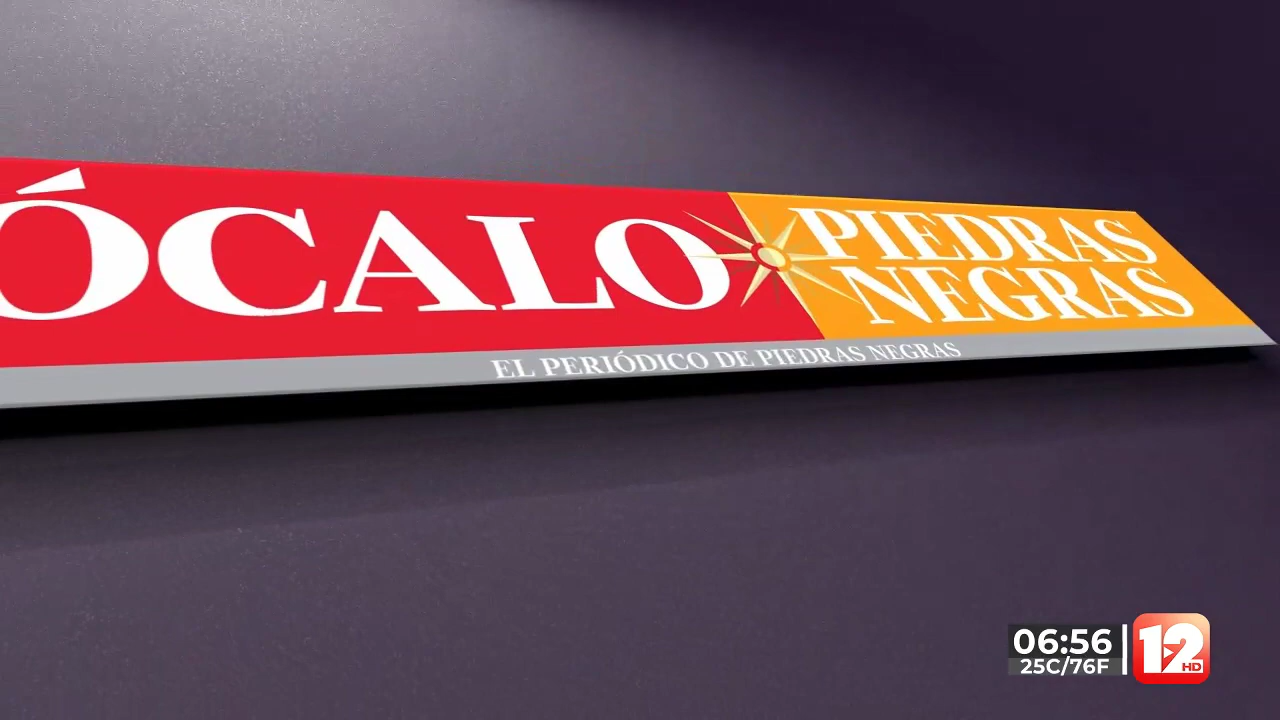 ÓCALO
PIEDRAS
NEGRAS
EL PERIÓDICO DE PIEDRAS NEGRAS
06:56
25C/76F
12
HD